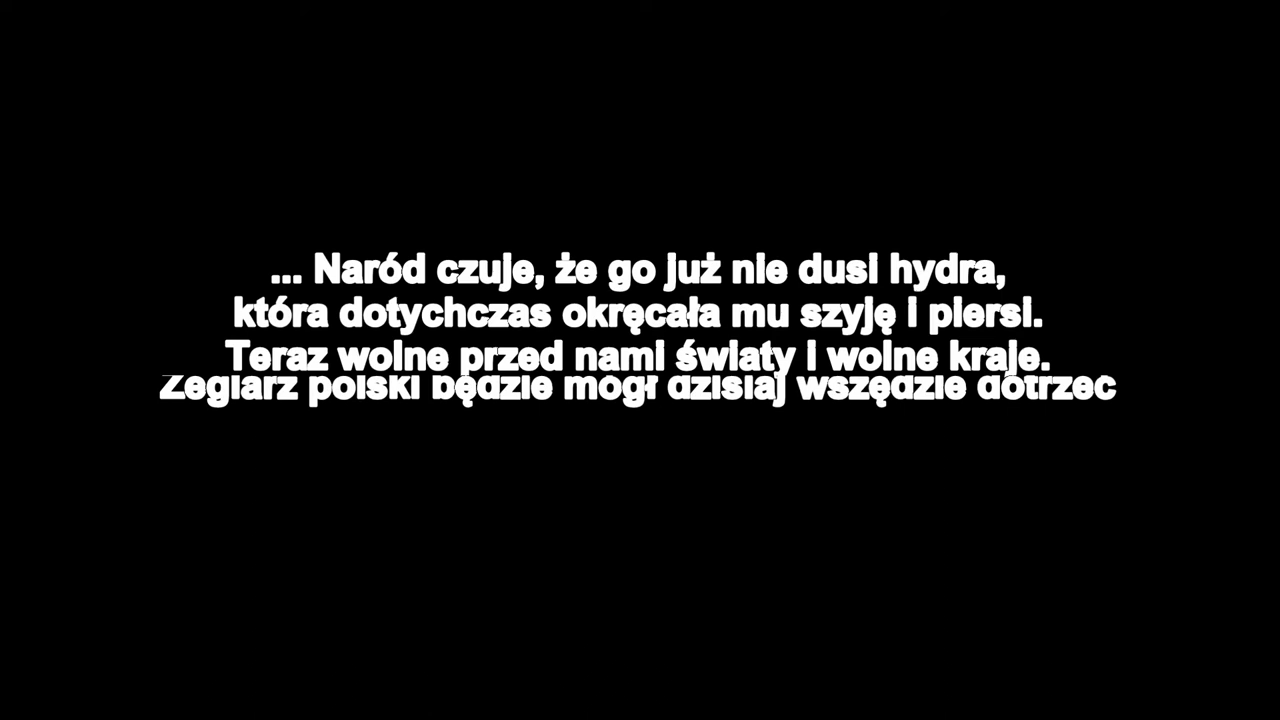 ... Naród czuje, że go już nie dusi hydra,
która dotychczas okręcała mu szyję i piersi.
Teraz wolne przed nami światy i wolne kraje.
Żeglarz polski będzie mógł dzisiaj wszędzie dotrzeć